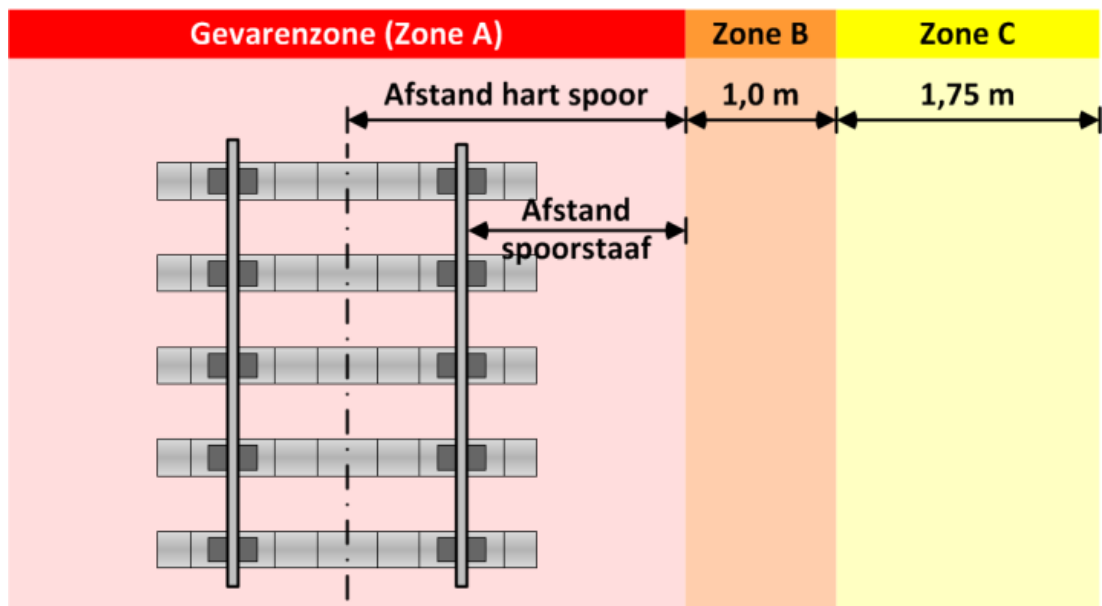 Gevarenzone (Zone A)
Zone B
Zone C
Afstand hart spoor
1,0 m
1,75 m
Afstand
spoorstaaf